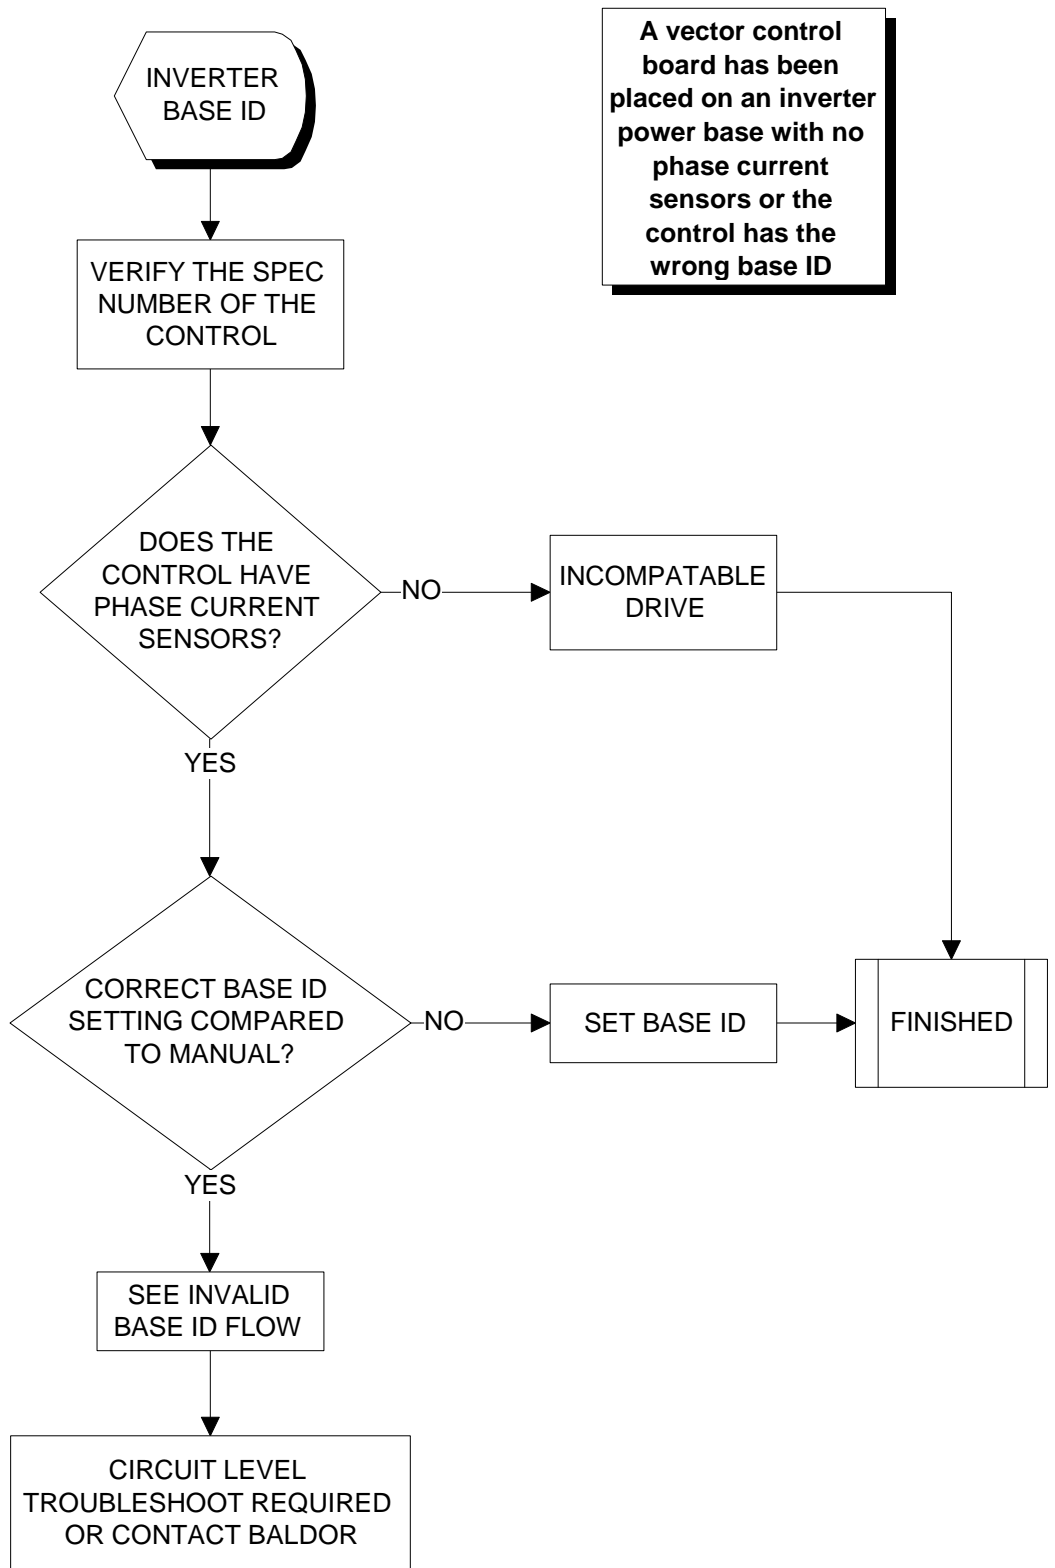 INVERTER
BASE ID
A vector control
board has been
placed on an inverter
power base with no
phase current
sensors or the
control has the
wrong base ID
VERIFY THE SPEC
NUMBER OF THE
CONTROL
DOES THE
CONTROL HAVE
PHASE CURRENT
SENSORS?
NO
INCOMPATABLE
DRIVE
YES
CORRECT BASE ID
SETTING COMPARED
TO MANUAL?
NO
SET BASE ID
FINISHED
YES
SEE INVALID
BASE ID FLOW
CIRCUIT LEVEL
TROUBLESHOOT REQUIRED
OR CONTACT BALDOR